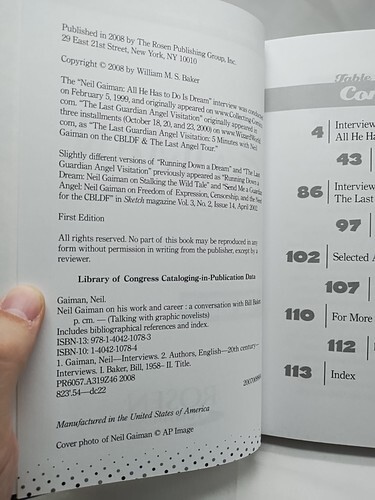 Published in 2008 by The Rosen Publishing Group, Inc.
29 East 21st Street, New York, NY 10010
Copyright © 2008 by William M. S. Baker
The "Neil Gaiman: All He Has to Do Is Dream" interview was conducted
on February 5, 1999, and originally appeared on www.Collecting
com. "The Last Guardian Angel Visitation" originally appeared in
three installments (October 18, 20, and 23, 2000) on www.Wizard
com, as "The Last Guardian Angel Visitation: 5 Minutes with Neil
Gaiman on the CBLDF & The Last Angel Tour."
Slightly different versions of "Running Down a Dream" and "The Last
Guardian Angel Visitation" previously appeared as "Running Down a
Dream: Neil Gaiman on Stalking the Wild Tale" and "Send Me a Guardian
Angel: Neil Gaiman on Freedom of Expression, Censorship, and the Need
for the CBLDF" in Sketch magazine Vol. 3, No. 2, Issue 14, April 2002.
First Edition
All rights reserved. No part of this book may be reproduced in any
form without permission in writing from the publisher, except by a
reviewer.
Library of Congress Cataloging-in-Publication Data
Gaiman, Neil.
Neil Gaiman on his work and career : a conversation with Bill Baker
p. cm. — (Talking with graphic novelists)
Includes bibliographical references and index.
ISBN-13: 978-1-4042-1078-3
ISBN-10: 1-4042-1078-4
1. Gaiman, Neil—Interviews. 2. Authors, English—20th century—
Interviews. I. Baker, Bill, 1958– II. Title.
PR6057.A319Z46 2008
823'.54—dc22
Manufactured in the United States of America
Cover photo of Neil Gaiman © AP Image
Table
Con
4 Interview
All He Ha
43
86 Interview
The Last
97
102 Selected A
107
110 For More
112
113 Index